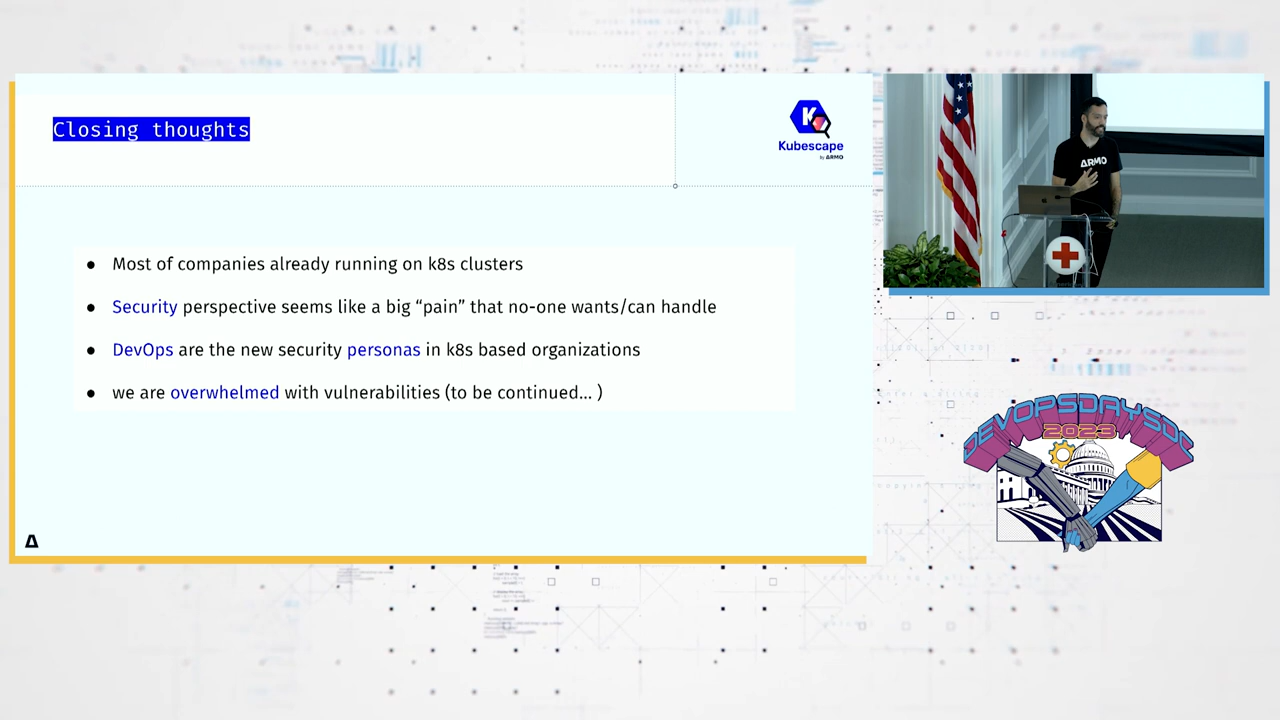 Closing thoughts
Kubescape
by ARMO
● Most of companies already running on k8s clusters
● Security perspective seems like a big “pain” that no-one wants/can handle
● DevOps are the new security personas in k8s based organizations
● we are overwhelmed with vulnerabilities (to be continued... )
ARMO
DEVOPSDAYSDC
2023